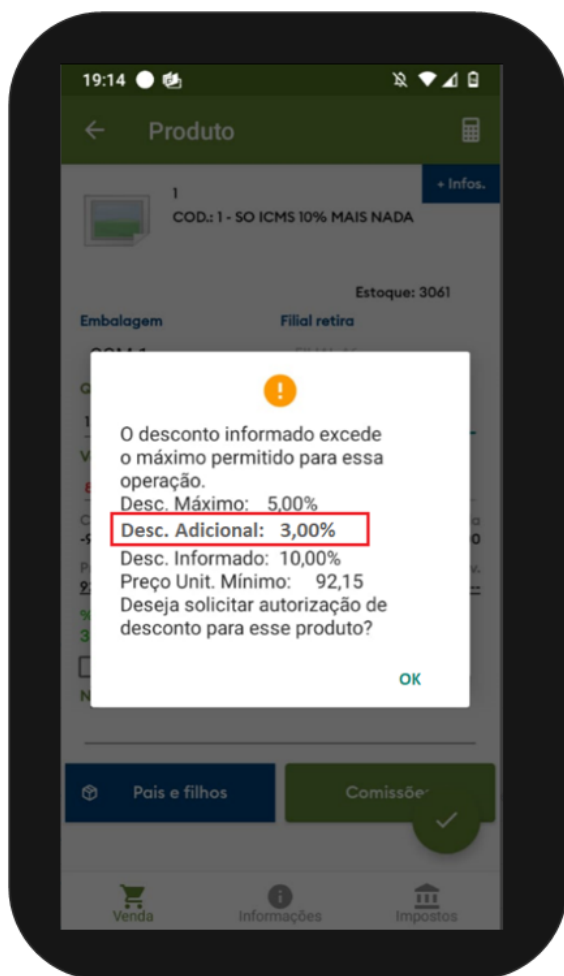 19:14
Produto
+ Infos.
1
COD.: 1 - SO ICMS 10% MAIS NADA
Estoque: 3061
Embalagem
Filial retira
O desconto informado excede
o máximo permitido para essa
operação.
Desc. Máximo: 5,00%
Desc. Adicional: 3,00%
Desc. Informado: 10,00%
Preço Unit. Mínimo: 92,15
Deseja solicitar autorização de
desconto para esse produto?
OK
Pais e filhos
Venda
Informações
Impostos